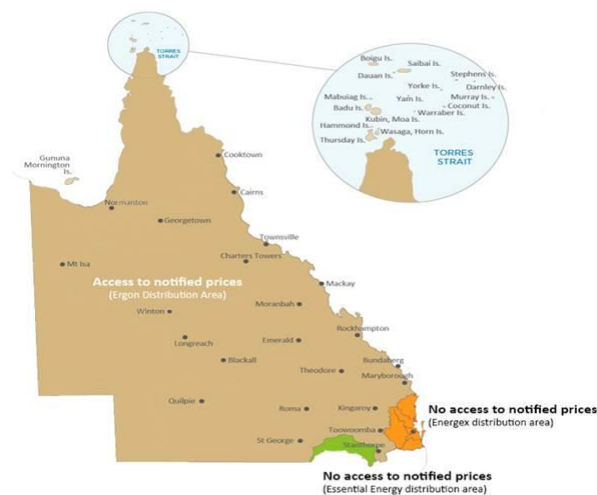 TORRES
STRAIT
Boigu Is.
Saibai Is.
Dauan Is.
Stephens Is.
Yorke Is.
Darnley Is.
Mabuiag Is.
Yam Is.
Murray Is.
Badu Is.
Coconut Is.
Warraber Is.
Kubin, Moa Is.
Hammond Is.
Wasaga, Horn Is.
Thursday Is.
TORRES
STRAIT
Gununa
Mornington
Is.
Cooktown
Cairns
Normanton
Georgetown
Townsville
Charters Towers
Mt Isa
Access to notified prices
(Ergon Distribution Area)
Mackay
Moranbah
Winton
Rockhampton
Longreach
Emerald
Blackall
Theodore
Bundaberg
Maryborough
Quilpie
Roma
Kingaroy
No access to notified prices
(Energex distribution area)
Toowoomba
St George
Stanthorpe
No access to notified prices
(Essential Energy distribution area)